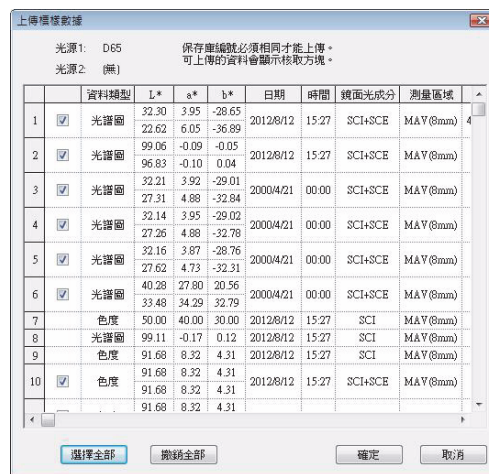 上傳標樣數據
光源1: D65 保存庫編號必須相同才能上傳。
光源2: (無) 可上傳的資料會顯示核取方塊。
資料類型 L* a* b* 日期 時間 鏡面光成分 測量區域
1 光譜圖 32.30 3.95 -28.65 2012/8/12 15:27 SCI+SCE MAV(8mm) 4
22.62 6.05 -36.89
2 光譜圖 99.06 -0.09 -0.05 2012/8/12 15:27 SCI+SCE MAV(8mm)
96.83 -0.10 0.04
3 光譜圖 32.21 3.92 -29.01 2000/4/21 00:00 SCI+SCE MAV(8mm)
27.31 4.88 -32.84
4 光譜圖 32.14 3.95 -29.02 2000/4/21 00:00 SCI+SCE MAV(8mm)
27.26 4.88 -32.78
5 光譜圖 32.16 3.87 -28.76 2000/4/21 00:00 SCI+SCE MAV(8mm)
27.62 4.73 -32.31
6 光譜圖 40.28 27.80 20.56 2000/4/21 00:00 SCI+SCE MAV(8mm)
33.48 34.29 32.79
7 色度 50.00 40.00 30.00 2012/8/12 15:27 SCI MAV(8mm)
8 光譜圖 99.11 -0.17 0.12 2012/8/12 15:27 SCI MAV(8mm)
9 色度 91.68 8.32 4.31 2012/8/12 15:27 SCI MAV(8mm)
10 色度 91.68 8.32 4.31 2012/8/12 15:27 SCI+SCE MAV(8mm)
91.68 8.32 4.31
91.68 8.32 4.31
選擇全部 撤銷全部 確定 取消